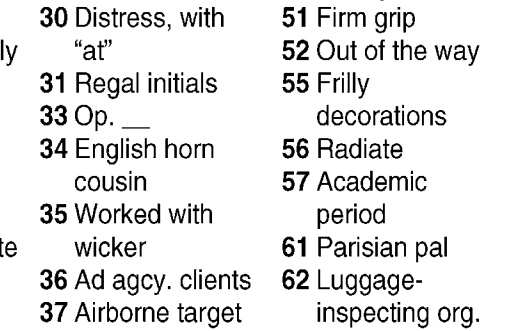 ly
te
30 Distress, with
"at"
31 Regal initials
33 Op. __
34 English horn
cousin
35 Worked with
wicker
36 Ad agcy. clients
37 Airborne target
51 Firm grip
52 Out of the way
55 Frilly
decorations
56 Radiate
57 Academic
period
61 Parisian pal
62 Luggage-
inspecting org.